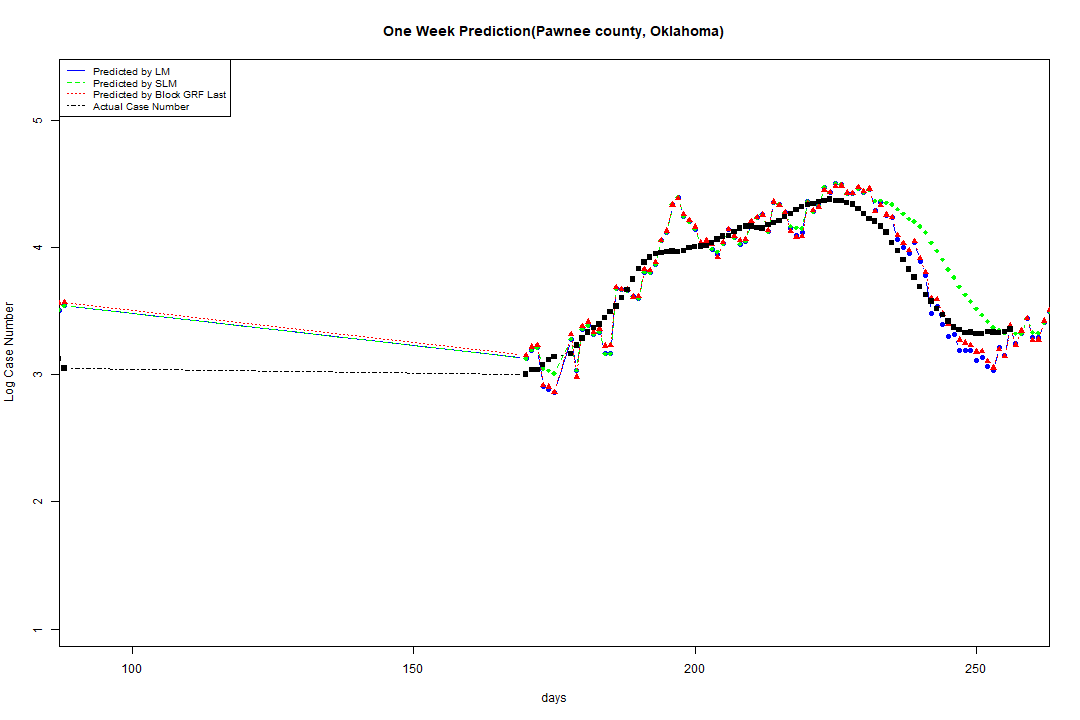 One Week Prediction(Pawnee county, Oklahoma)
Predicted by LM
Predicted by SLM
Predicted by Block GRF Last
Actual Case Number
Log Case Number
5
4
3
2
1
100
150
200
250
days